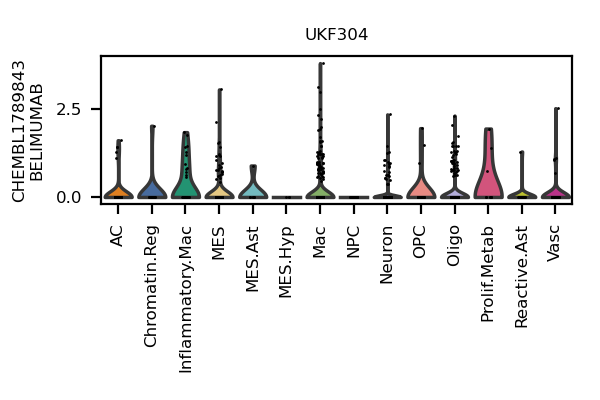 UKF304
CHEMBL1789843
BELIMUMAB
2.5
0.0
AC
Chromatin.Reg
Inflammatory.Mac
MES
MES.Ast
MES.Hyp
Mac
NPC
Neuron
OPC
Oligo
Prolif.Metab
Reactive.Ast
Vasc